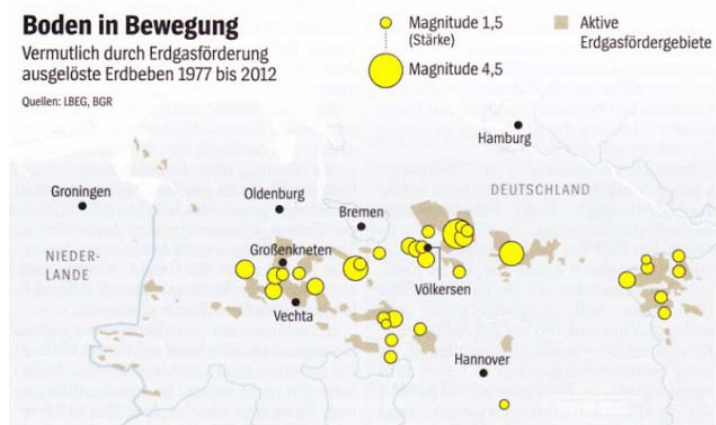 Boden in Bewegung
Vermutlich durch Erdgasförderung
ausgelöste Erdbeben 1977 bis 2012
Quellen: LBEG, BGR
Magnitude 1,5
(Stärke)
Magnitude 4,5
Aktive
Erdgasfördergebiete
Hamburg
Groningen
Oldenburg
Bremen
DEUTSCHLAND
NIEDER-
LANDE
Großenkneten
Völkersen
Vechta
Hannover